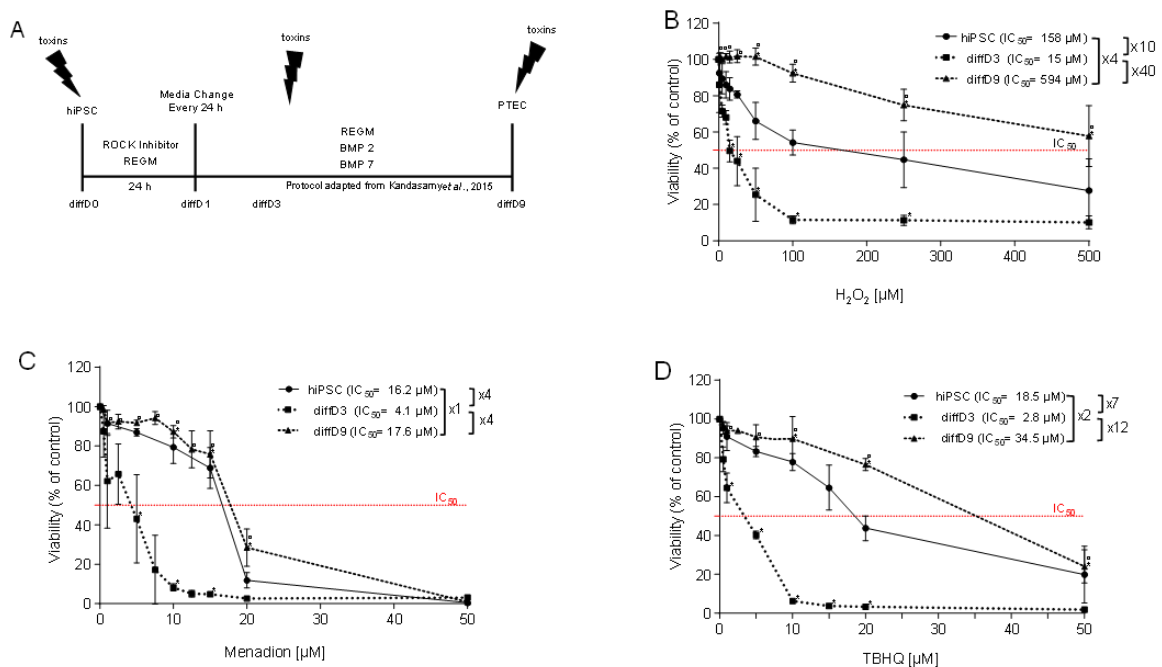 A
toxins
toxins
toxins
hiPSC
Media Change
Every 24 h
PTEC
ROCK Inhibitor
REGM
REGM
BMP 2
BMP 7
24 h
Protocol adapted from Kandasamy et al., 2015
diffD0
diffD1
diffD3
diffD9
B
Viability (% of control)
120
100
80
60
40
20
0
hiPSC (IC50= 158 µM)
diffD3 (IC50= 15 µM)
diffD9 (IC50= 594 µM)
x4
x10
x40
IC50
0 100 200 300 400 500
H2O2 [µM]
C
Viability (% of control)
120
100
80
60
40
20
0
hiPSC (IC50= 16.2 µM)
diffD3 (IC50= 4.1 µM)
diffD9 (IC50= 17.6 µM)
x1
x4
x4
IC50
0 10 20 30 40 50
Menadion [µM]
D
Viability (% of control)
120
100
80
60
40
20
0
hiPSC (IC50= 18.5 µM)
diffD3 (IC50= 2.8 µM)
diffD9 (IC50= 34.5 µM)
x2
x7
x12
IC50
0 10 20 30 40 50
TBHQ [µM]